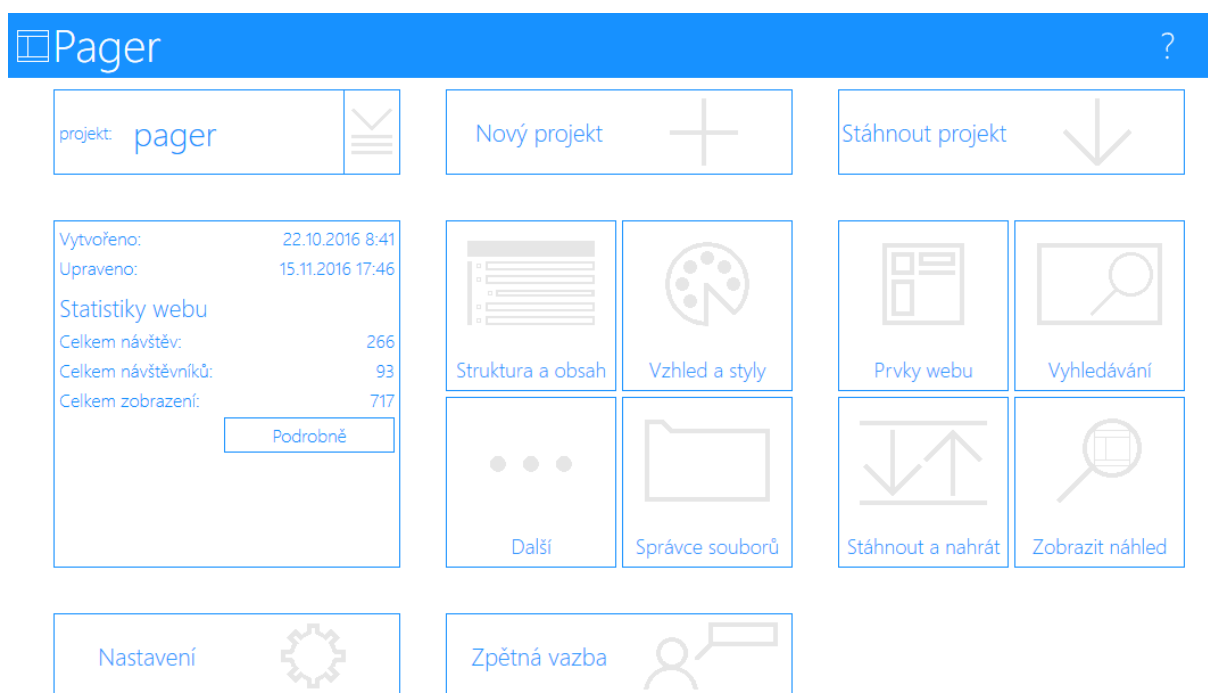 Pager
?
projekt: pager
Nový projekt
Stáhnout projekt
Vytvořeno: 22.10.2016 8:41
Upraveno: 15.11.2016 17:46
Statistiky webu
Celkem návštěv: 266
Celkem návštěvníků: 93
Celkem zobrazení: 717
Podrobně
Struktura a obsah
Vzhled a styly
Prvky webu
Vyhledávání
Další
Správce souborů
Stáhnout a nahrát
Zobrazit náhled
Nastavení
Zpětná vazba